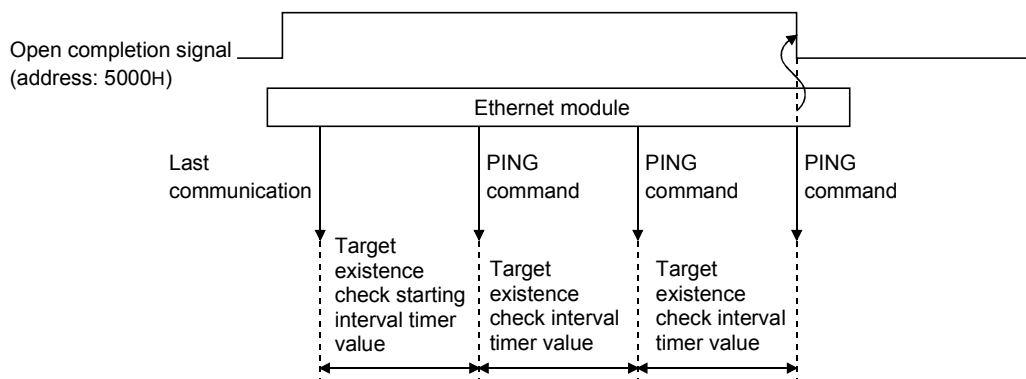 Open completion signal
(address: 5000H)
Ethernet module
Last
communication
PING
command
PING
command
PING
command
Target
existence
check starting
interval timer
value
Target
existence
check interval
timer value
Target
existence
check interval
timer value